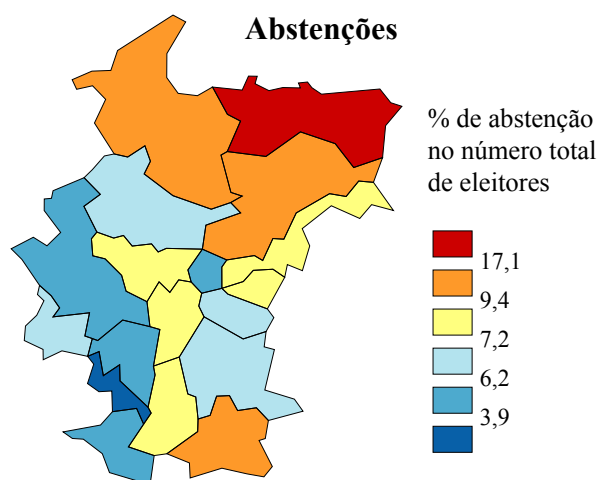 Abstenções
% de abstenção
no número total
de eleitores
17,1
9,4
7,2
6,2
3,9